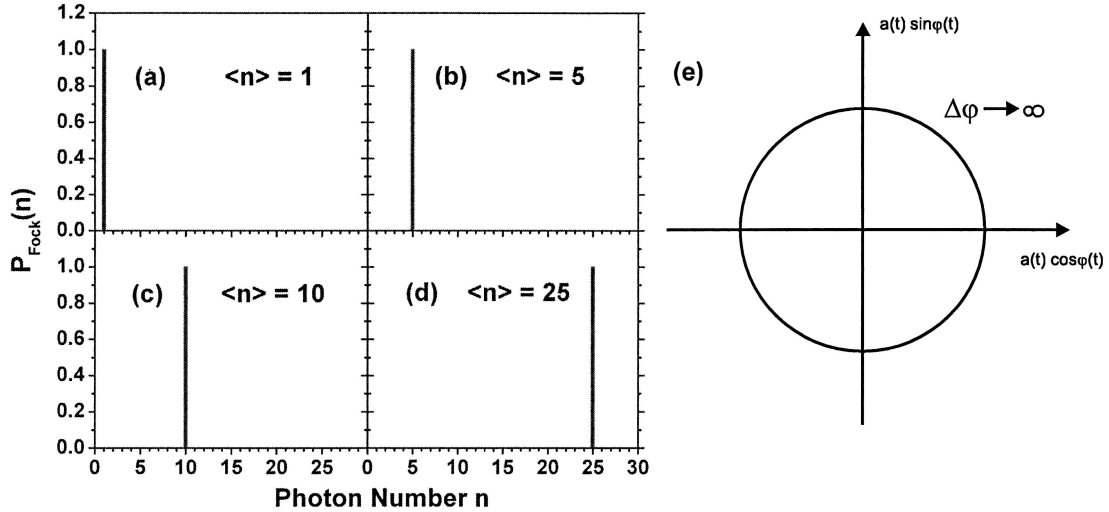 1.2
1.0
0.8
0.6
0.4
0.2
0.0
(a) <n> = 1
(b) <n> = 5
P_Fock(n)
1.0
0.8
0.6
0.4
0.2
0.0
(c) <n> = 10
(d) <n> = 25
0 5 10 15 20 25 0 5 10 15 20 25 30
Photon Number n
(e)
a(t) sinφ(t)
Δφ → ∞
a(t) cosφ(t)